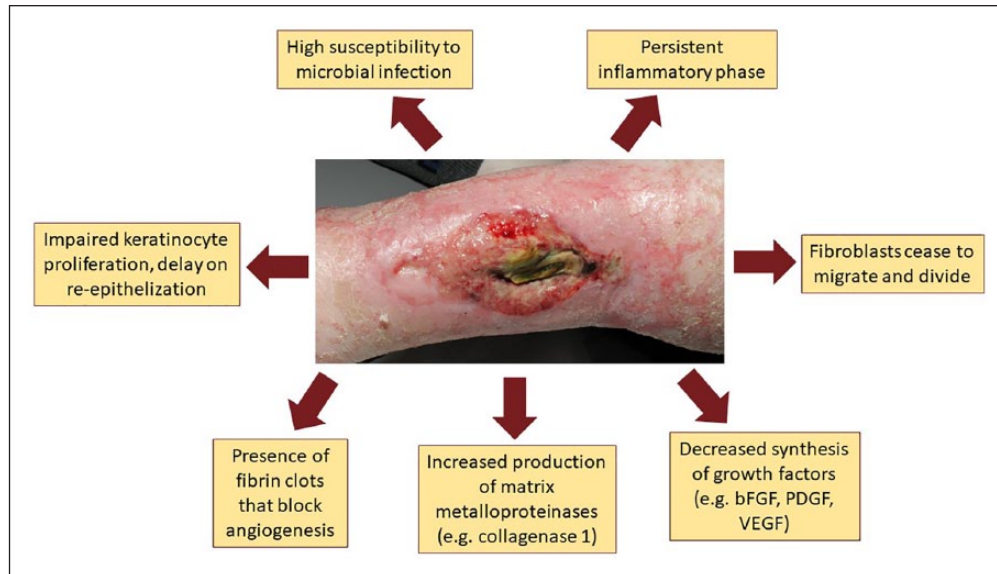 High susceptibility to
microbial infection
Persistent
inflammatory phase
Impaired keratinocyte
proliferation, delay on
re-epithelization
Fibroblasts cease to
migrate and divide
Presence of
fibrin clots
that block
angiogenesis
Increased production
of matrix
metalloproteinases
(e.g. collagenase 1)
Decreased synthesis
of growth factors
(e.g. bFGF, PDGF,
VEGF)